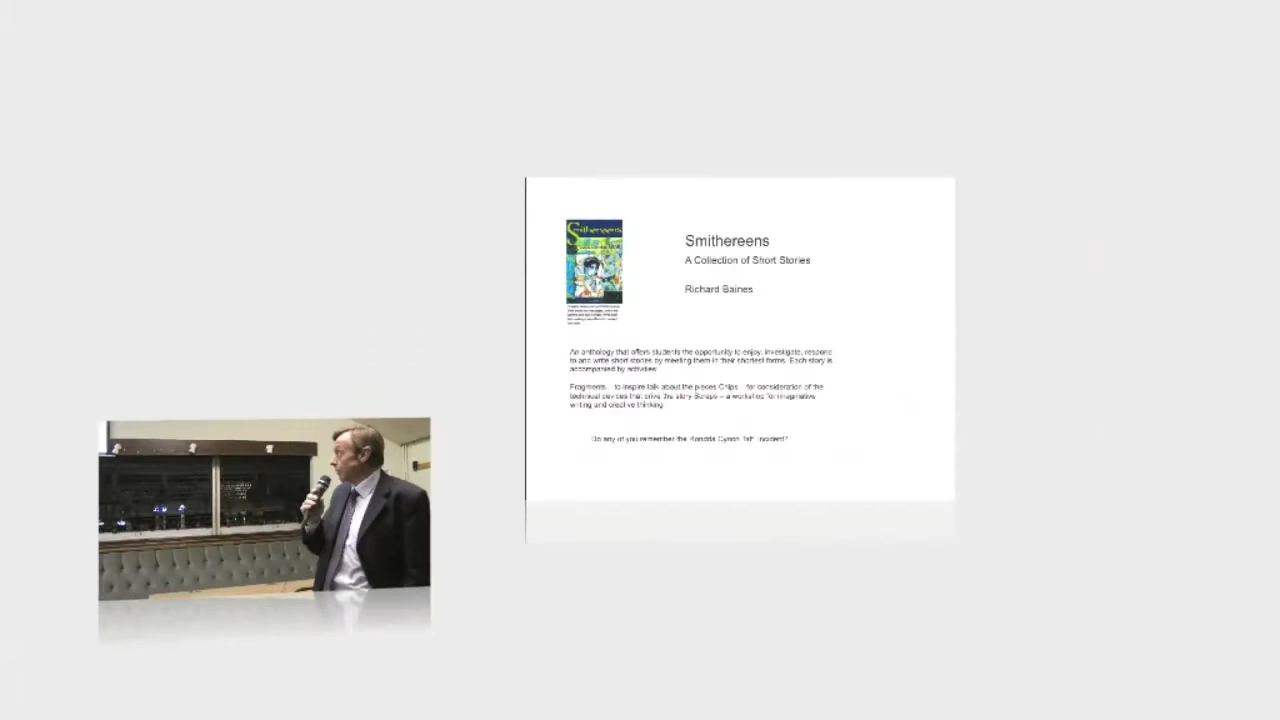 Smithereens
Smithereens
A Collection of Short Stories
Richard Baines
An anthology that offers students the opportunity to enjoy, investigate, respond
to and write short stories by meeting them in their shortest forms. Each story is
accompanied by activities
Fragments – to inspire talk about the pieces Chips – for consideration of the
technical devices that drive the story Scraps – a workshop for imaginative
writing and creative thinking
Do any of you remember the Rondda Cynon Taff incident?